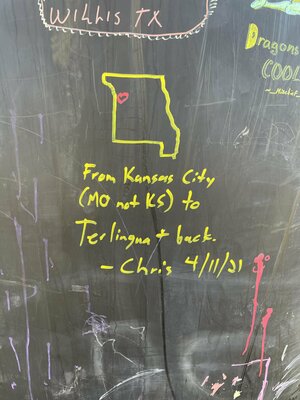 Willis TX
Dragons
COOL
From Kansas City
(MO not KS) to
Terlingua + back.
- Chris 4/11/21